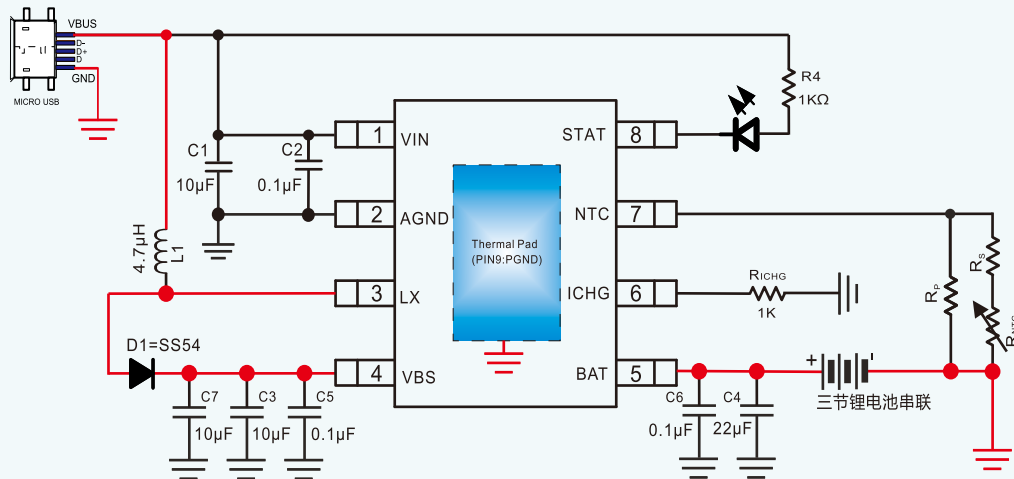 VBUS
D-
D+
D
GND
MICRO USB
R4
1KΩ
C1
10μF
C2
0.1μF
1
VIN
STAT
8
2
AGND
NTC
7
Thermal Pad
(PIN9:PGND)
4.7μH
L1
3
LX
ICHG
6
RICHG
1K
RP
RS
RNTC
D1=SS54
4
VBS
BAT
5
+
三节锂电池串联
C7
10μF
C3
10μF
C5
0.1μF
C6
0.1μF
C4
22μF